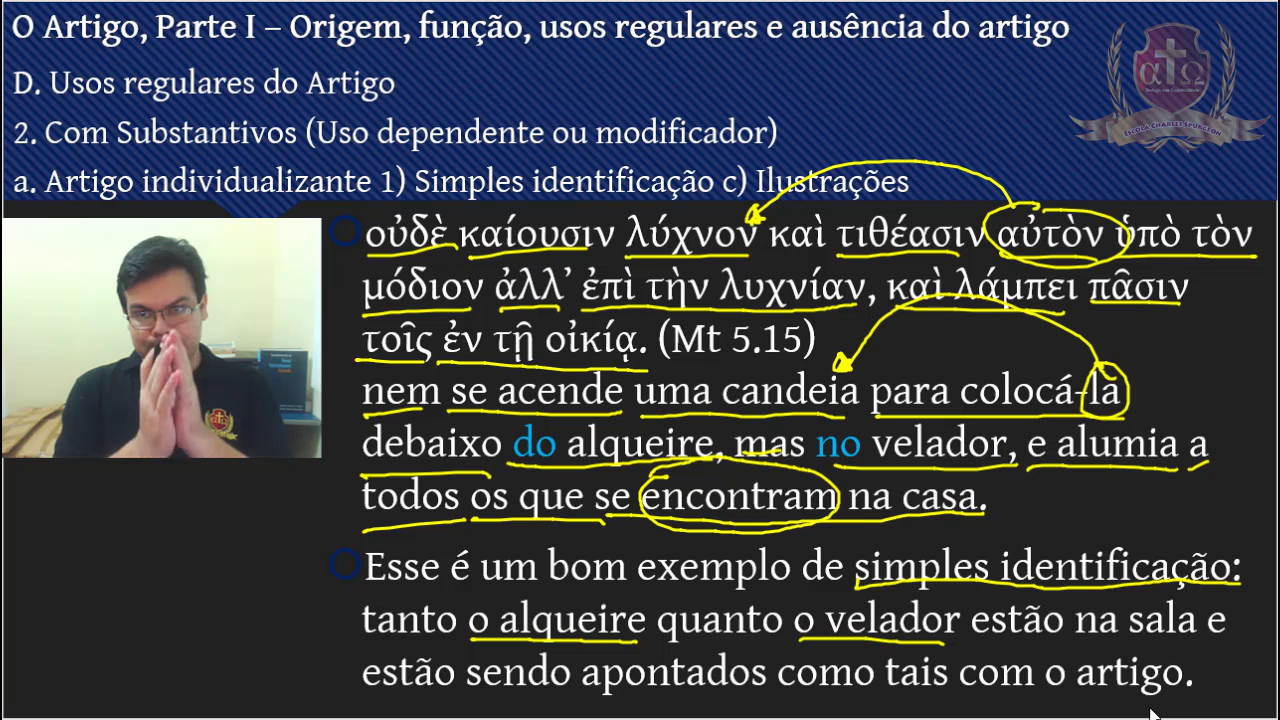 O Artigo, Parte I – Origem, função, usos regulares e ausência do artigo
D. Usos regulares do Artigo
2. Com Substantivos (Uso dependente ou modificador)
a. Artigo individualizante 1) Simples identificação c) Ilustrações
οὐδὲ καίουσιν λύχνον καὶ τιθέασιν αὐτὸν ὑπὸ τὸν
μόδιον ἀλλ’ ἐπὶ τὴν λυχνίαν, καὶ λάμπει πᾶσιν
τοῖς ἐν τῇ οἰκίᾳ. (Mt 5.15)
nem se acende uma candeia para colocá-la
debaixo do alqueire, mas no velador, e alumia a
todos os que se encontram na casa.
Esse é um bom exemplo de simples identificação:
tanto o alqueire quanto o velador estão na sala e
estão sendo apontados como tais com o artigo.
α Ω
ESCOLA CHARLES SPURGEON